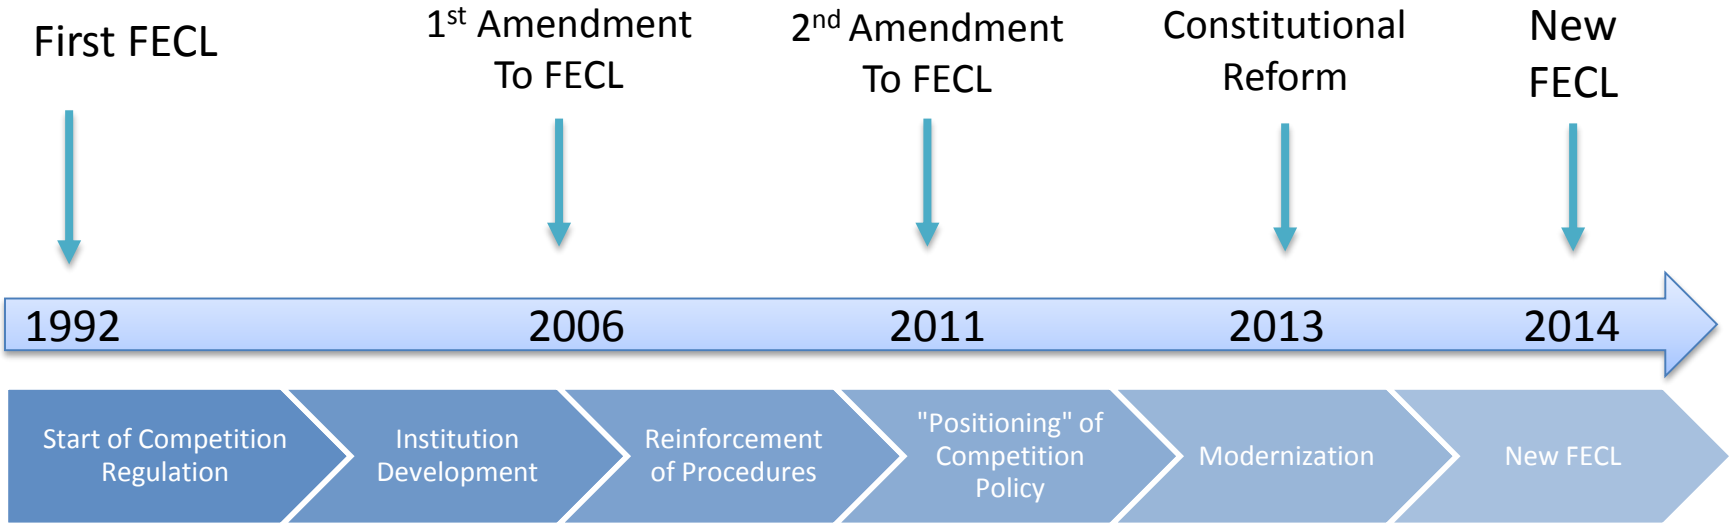 First FECL
1st Amendment
To FECL
2nd Amendment
To FECL
Constitutional
Reform
New
FECL
1992
2006
2011
2013
2014
Start of Competition
Regulation
Institution
Development
Reinforcement
of Procedures
"Positioning" of
Competition
Policy
Modernization
New FECL